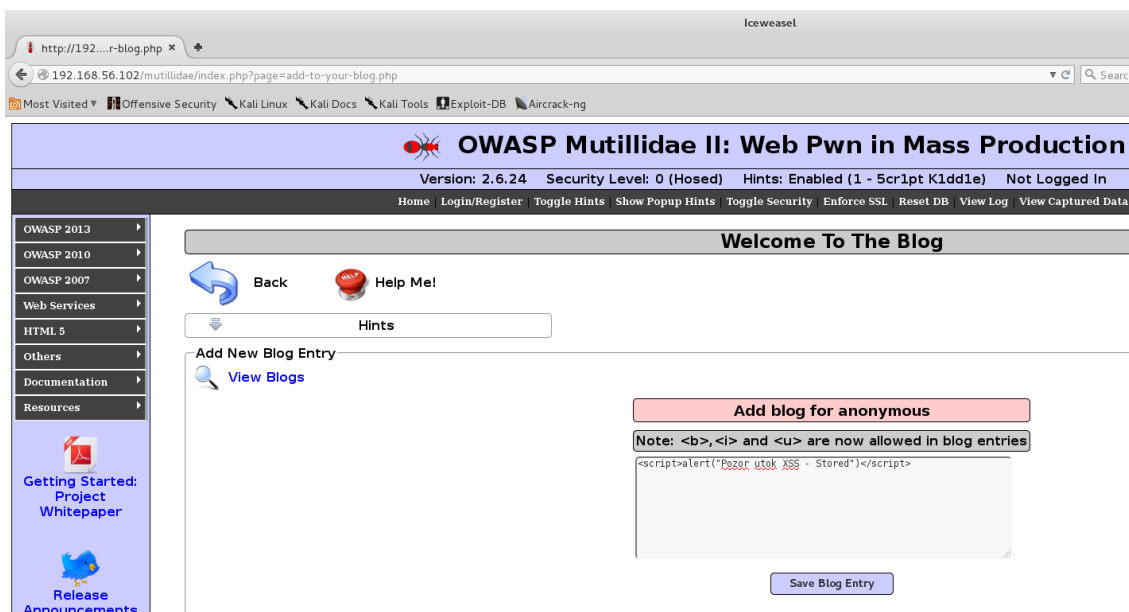 Iceweasel
http://192....r-blog.php
192.168.56.102/mutillidae/index.php?page=add-to-your-blog.php
Searc
Most Visited
Offensive Security
Kali Linux
Kali Docs
Kali Tools
Exploit-DB
Aircrack-ng
OWASP Mutillidae II: Web Pwn in Mass Production
Version: 2.6.24 Security Level: 0 (Hosed) Hints: Enabled (1 - 5cr1pt K1dd1e) Not Logged In
Home | Login/Register | Toggle Hints | Show Popup Hints | Toggle Security | Enforce SSL | Reset DB | View Log | View Captured Data
OWASP 2013
OWASP 2010
OWASP 2007
Web Services
HTML 5
Others
Documentation
Resources
Getting Started:
Project
Whitepaper
Release
Announcements
Welcome To The Blog
Back
HELP
Help Me!
Hints
Add New Blog Entry
View Blogs
Add blog for anonymous
Note: <b>,<i> and <u> are now allowed in blog entries
<script>alert("Pozor utok XSS - Stored")</script>
Save Blog Entry